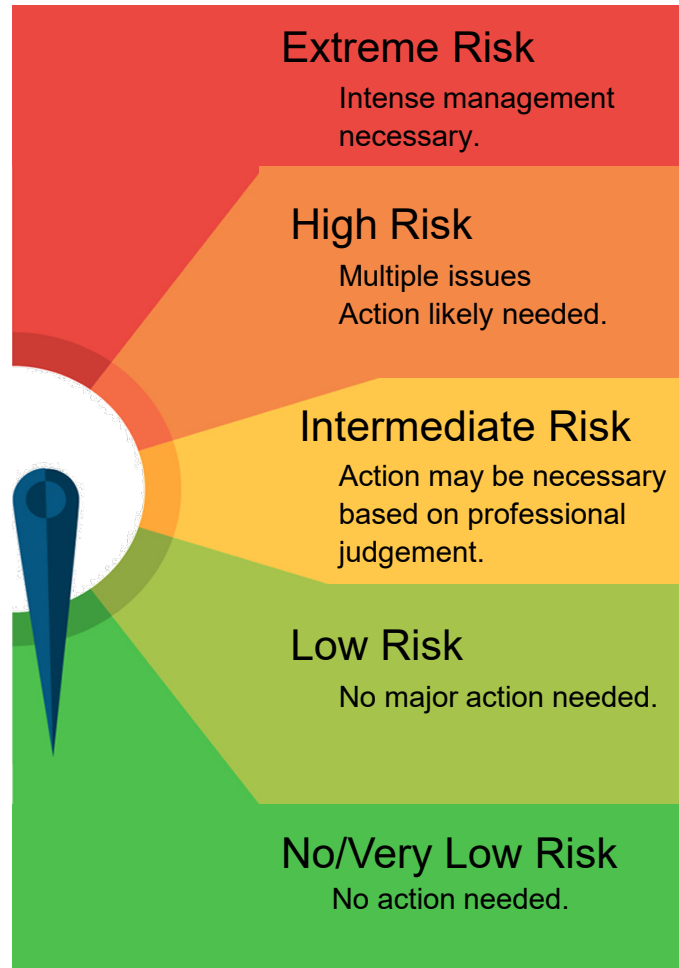 Extreme Risk
Intense management
necessary.
High Risk
Multiple issues
Action likely needed.
Intermediate Risk
Action may be necessary
based on professional
judgement.
Low Risk
No major action needed.
No/Very Low Risk
No action needed.